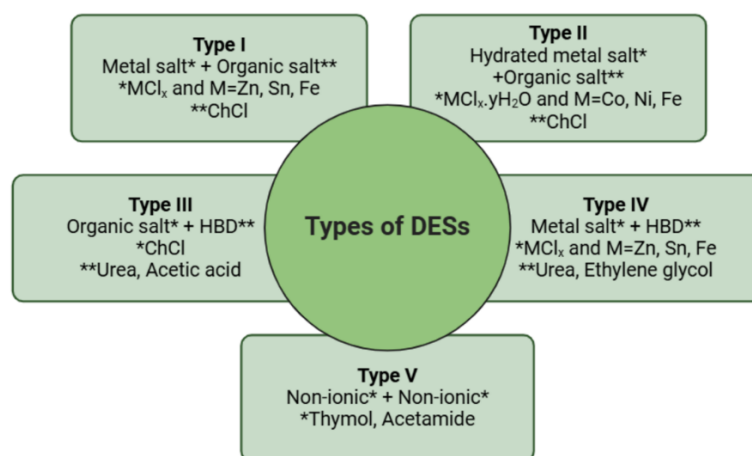 Type I
Metal salt* + Organic salt**
*MClₓ and M=Zn, Sn, Fe
**ChCl
Type II
Hydrated metal salt*
+Organic salt**
*MClₓ.yH₂O and M=Co, Ni, Fe
**ChCl
Type III
Organic salt* + HBD**
*ChCl
**Urea, Acetic acid
Types of DESs
Type IV
Metal salt* + HBD**
*MClₓ and M=Zn, Sn, Fe
**Urea, Ethylene glycol
Type V
Non-ionic* + Non-ionic*
*Thymol, Acetamide